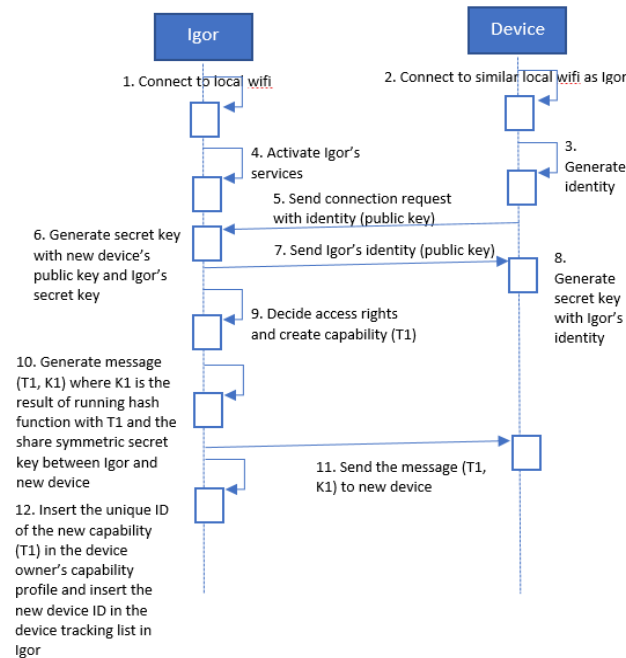 Igor
Device
1. Connect to local wifi
2. Connect to similar local wifi as Igor
3.
Generate
identity
4. Activate Igor's
services
5. Send connection request
with identity (public key)
6. Generate secret key
with new device's
public key and Igor's
secret key
7. Send Igor's identity (public key)
8.
Generate
secret key
with Igor's
identity
9. Decide access rights
and create capability (T1)
10. Generate message
(T1, K1) where K1 is the
result of running hash
function with T1 and the
share symmetric secret
key between Igor and
new device
11. Send the message (T1,
K1) to new device
12. Insert the unique ID
of the new capability
(T1) in the device
owner's capability
profile and insert the
new device ID in the
device tracking list in
Igor